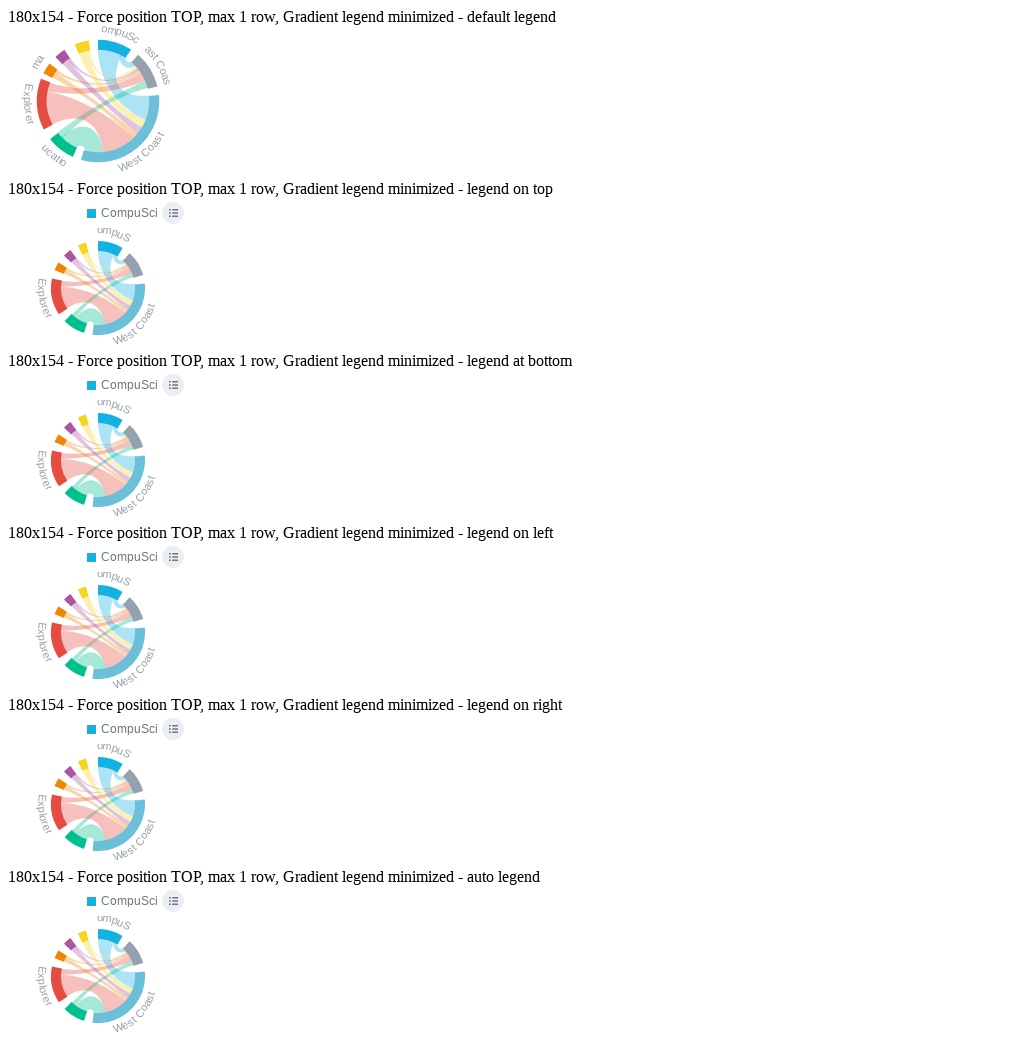 180x154 - Force position TOP, max 1 row, Gradient legend minimized - default legend
ompuSc
ast Coas
ma
Explorer
ucatio
West Coast
180x154 - Force position TOP, max 1 row, Gradient legend minimized - legend on top
CompuSci
ompuS
Explorer
West Coast
180x154 - Force position TOP, max 1 row, Gradient legend minimized - legend at bottom
CompuSci
ompuS
Explorer
West Coast
180x154 - Force position TOP, max 1 row, Gradient legend minimized - legend on left
CompuSci
ompuS
Explorer
West Coast
180x154 - Force position TOP, max 1 row, Gradient legend minimized - legend on right
CompuSci
ompuS
Explorer
West Coast
180x154 - Force position TOP, max 1 row, Gradient legend minimized - auto legend
CompuSci
ompuS
Explorer
West Coast